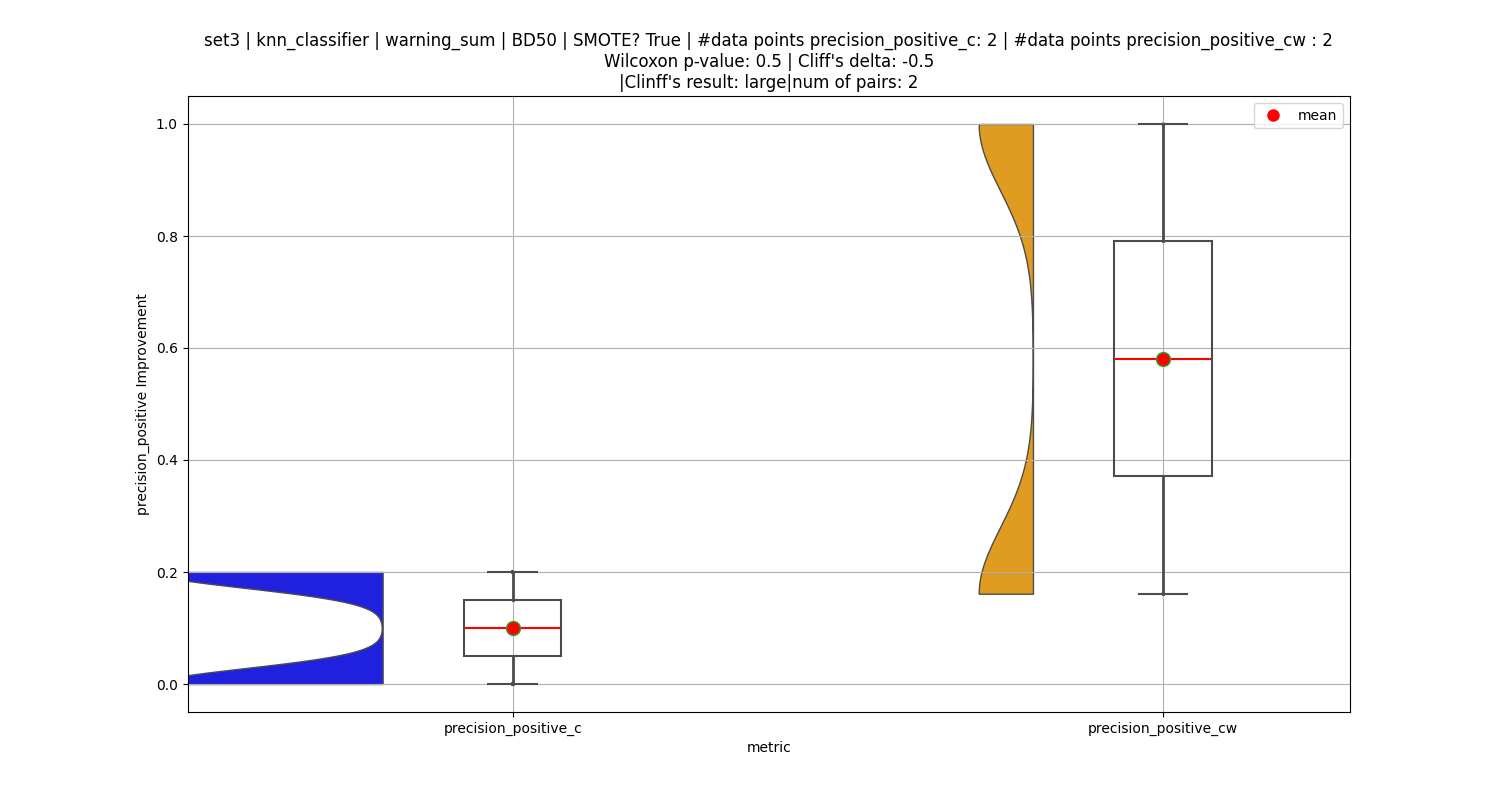 set3 | knn_classifier | warning_sum | BD50 | SMOTE? True | #data points precision_positive_c: 2 | #data points precision_positive_cw : 2
Wilcoxon p-value: 0.5 | Cliff's delta: -0.5
|Clinff's result: large|num of pairs: 2
mean
1.0
0.8
0.6
0.4
0.2
0.0
precision_positive Improvement
precision_positive_c
precision_positive_cw
metric